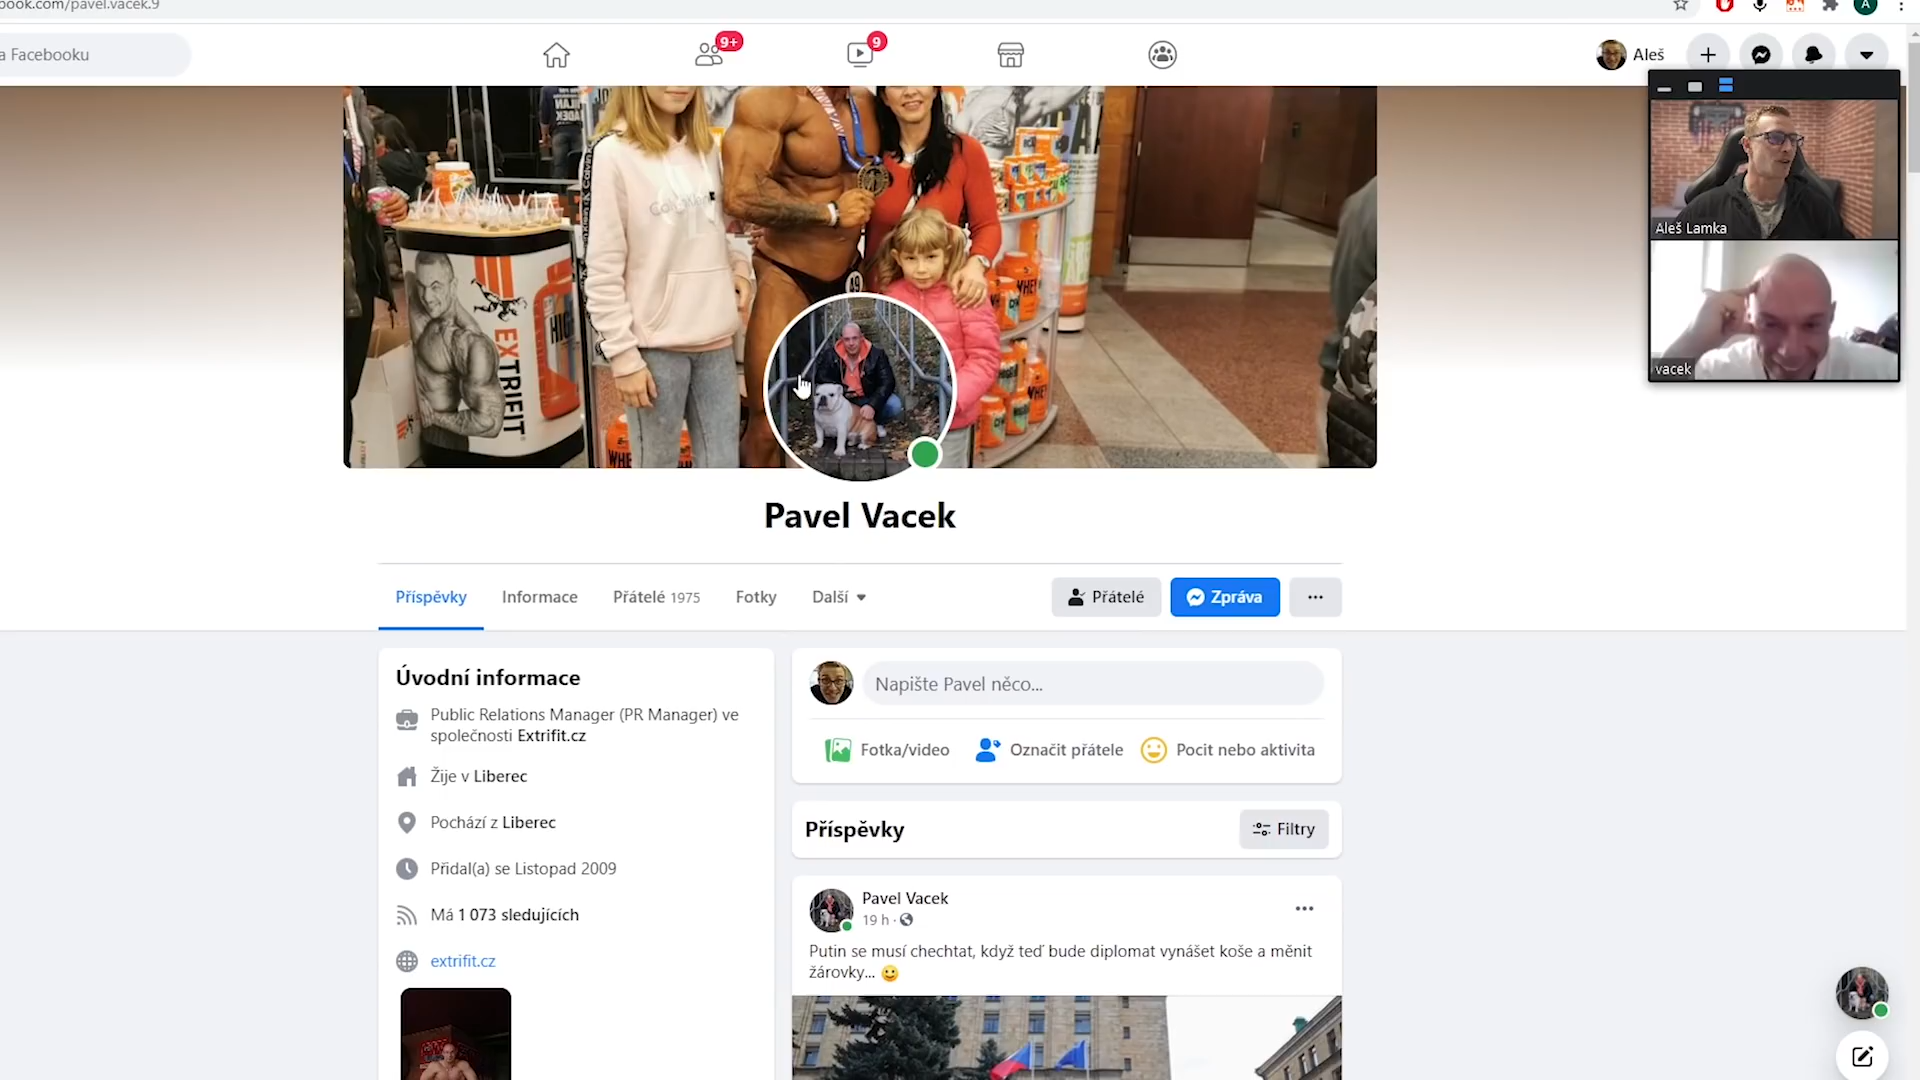 book.com/pavel.vacek.9
A
a Facebooku
9+
9
Aleš
Aleš Lamka
vacek
EXTRIFIT
49
Pavel Vacek
Příspěvky
Informace
Přátelé 1975
Fotky
Další
Přátelé
Zpráva
Úvodní informace
Public Relations Manager (PR Manager) ve
společnosti Extrifit.cz
Žije v Liberec
Pochází z Liberec
Přidal(a) se Listopad 2009
Má 1 073 sledujících
extrifit.cz
Napište Pavel něco...
Fotka/video
Označit přátele
Pocit nebo aktivita
Příspěvky
Filtry
Pavel Vacek
19 h
Putin se musí chechtat, když teď bude diplomat vynášet koše a měnit
žárovky...